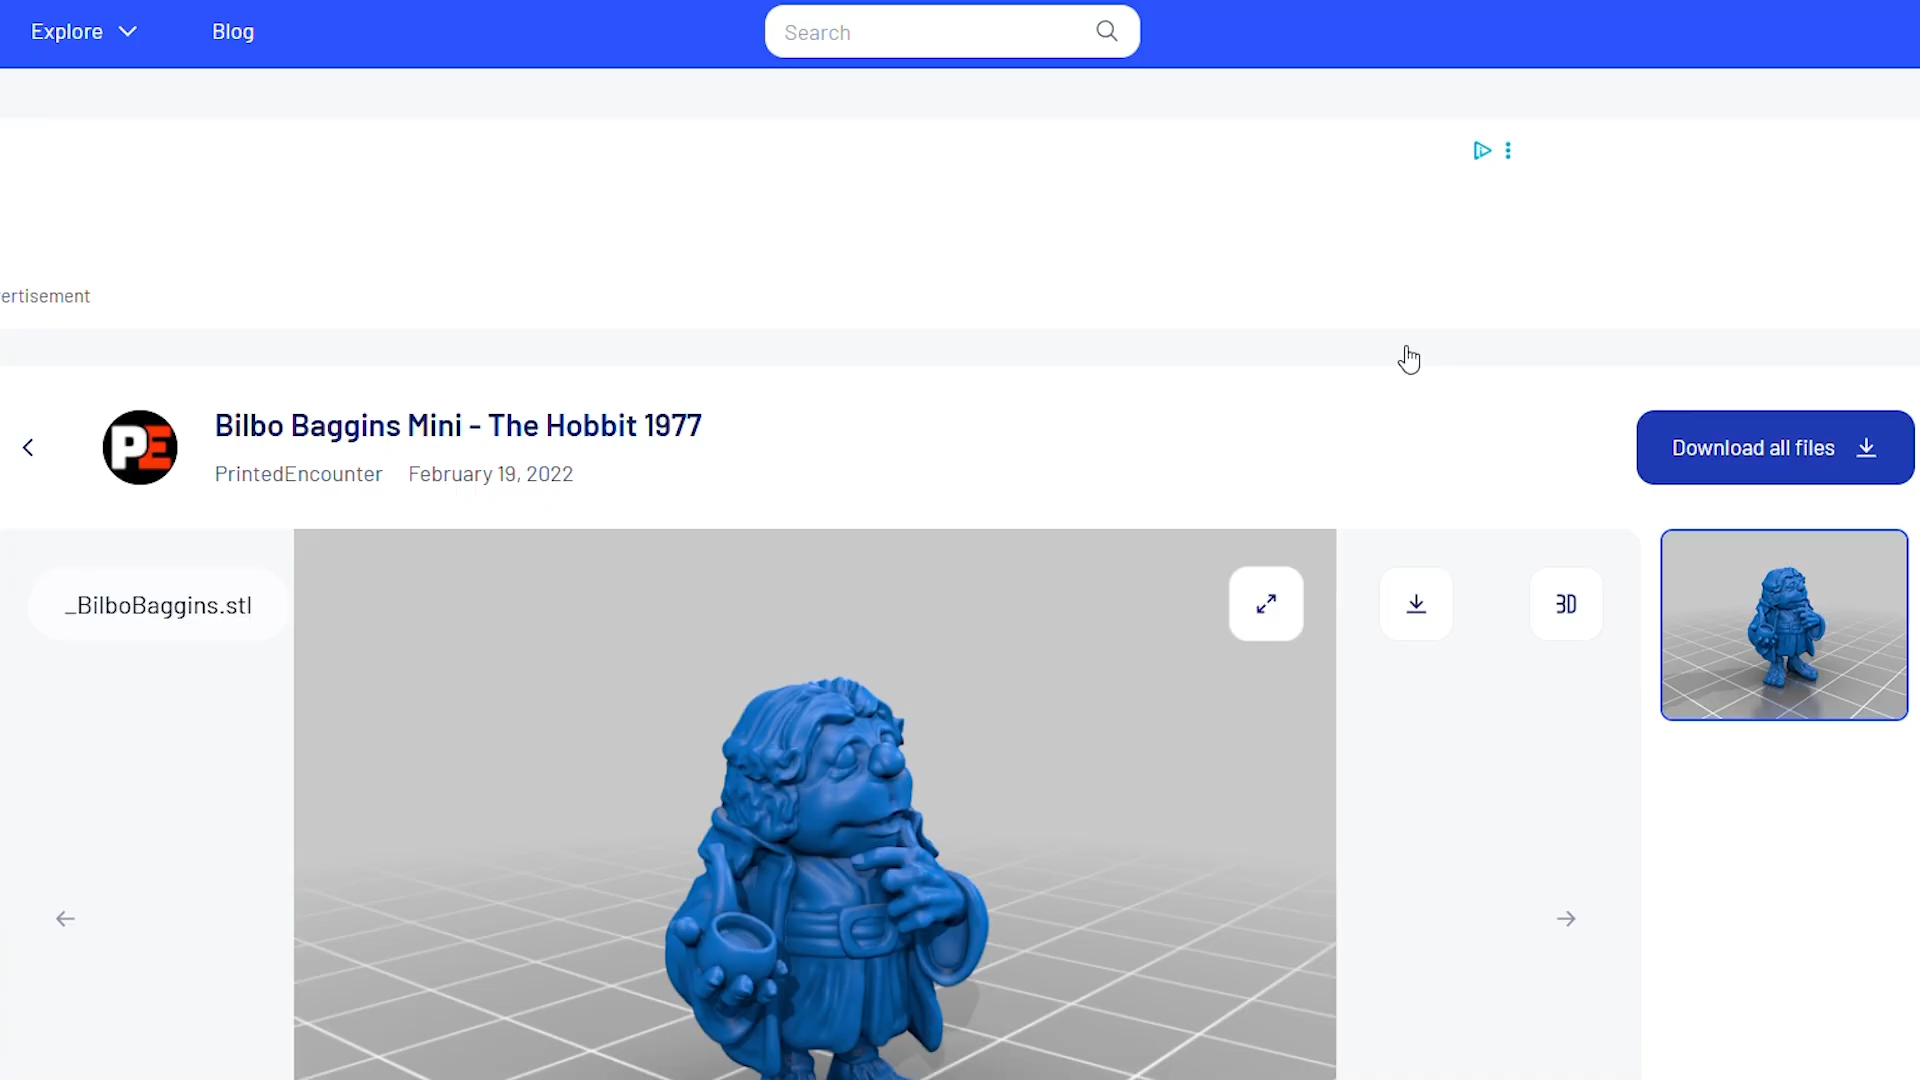 Explore
Blog
Search
ertisement
PE
Bilbo Baggins Mini - The Hobbit 1977
PrintedEncounter
February 19, 2022
Download all files
_BilboBaggins.stl
3D